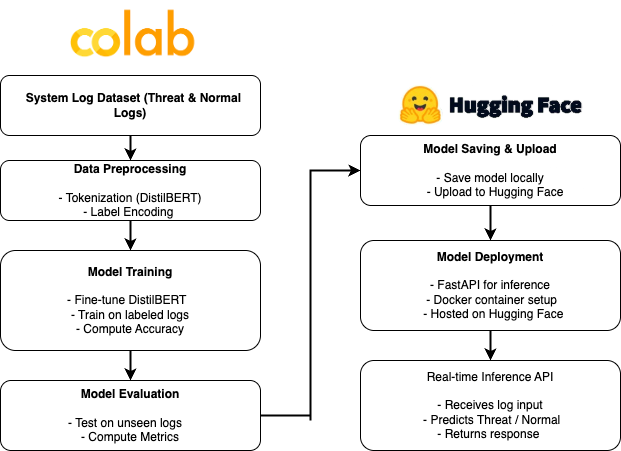 colab
System Log Dataset (Threat & Normal
Logs)
Data Preprocessing
- Tokenization (DistilBERT)
- Label Encoding
Model Training
- Fine-tune DistilBERT
- Train on labeled logs
- Compute Accuracy
Model Evaluation
- Test on unseen logs
- Compute Metrics
Hugging Face
Model Saving & Upload
- Save model locally
- Upload to Hugging Face
Model Deployment
- FastAPI for inference
- Docker container setup
- Hosted on Hugging Face
Real-time Inference API
- Receives log input
- Predicts Threat / Normal
- Returns response